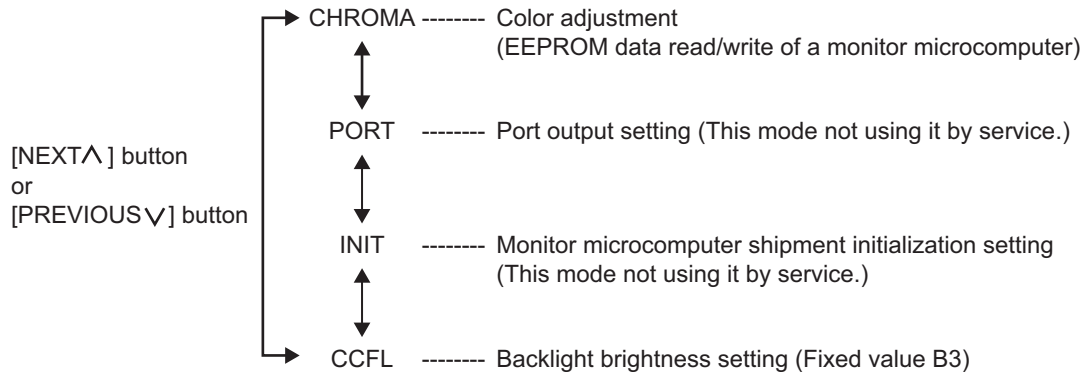 CHROMA -------- Color adjustment
(EEPROM data read/write of a monitor microcomputer)
PORT -------- Port output setting (This mode not using it by service.)
[NEXT∧] button
or
[PREVIOUS∨] button
INIT -------- Monitor microcomputer shipment initialization setting
(This mode not using it by service.)
CCFL -------- Backlight brightness setting (Fixed value B3)